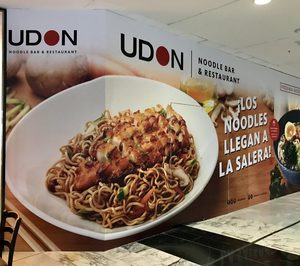 UDON
NOODLE BAR & RESTAURANT
UDON
NOODLE BAR
& RESTAURANT
¡LOS
NOODLES
LLEGAN A
LA SALERA!